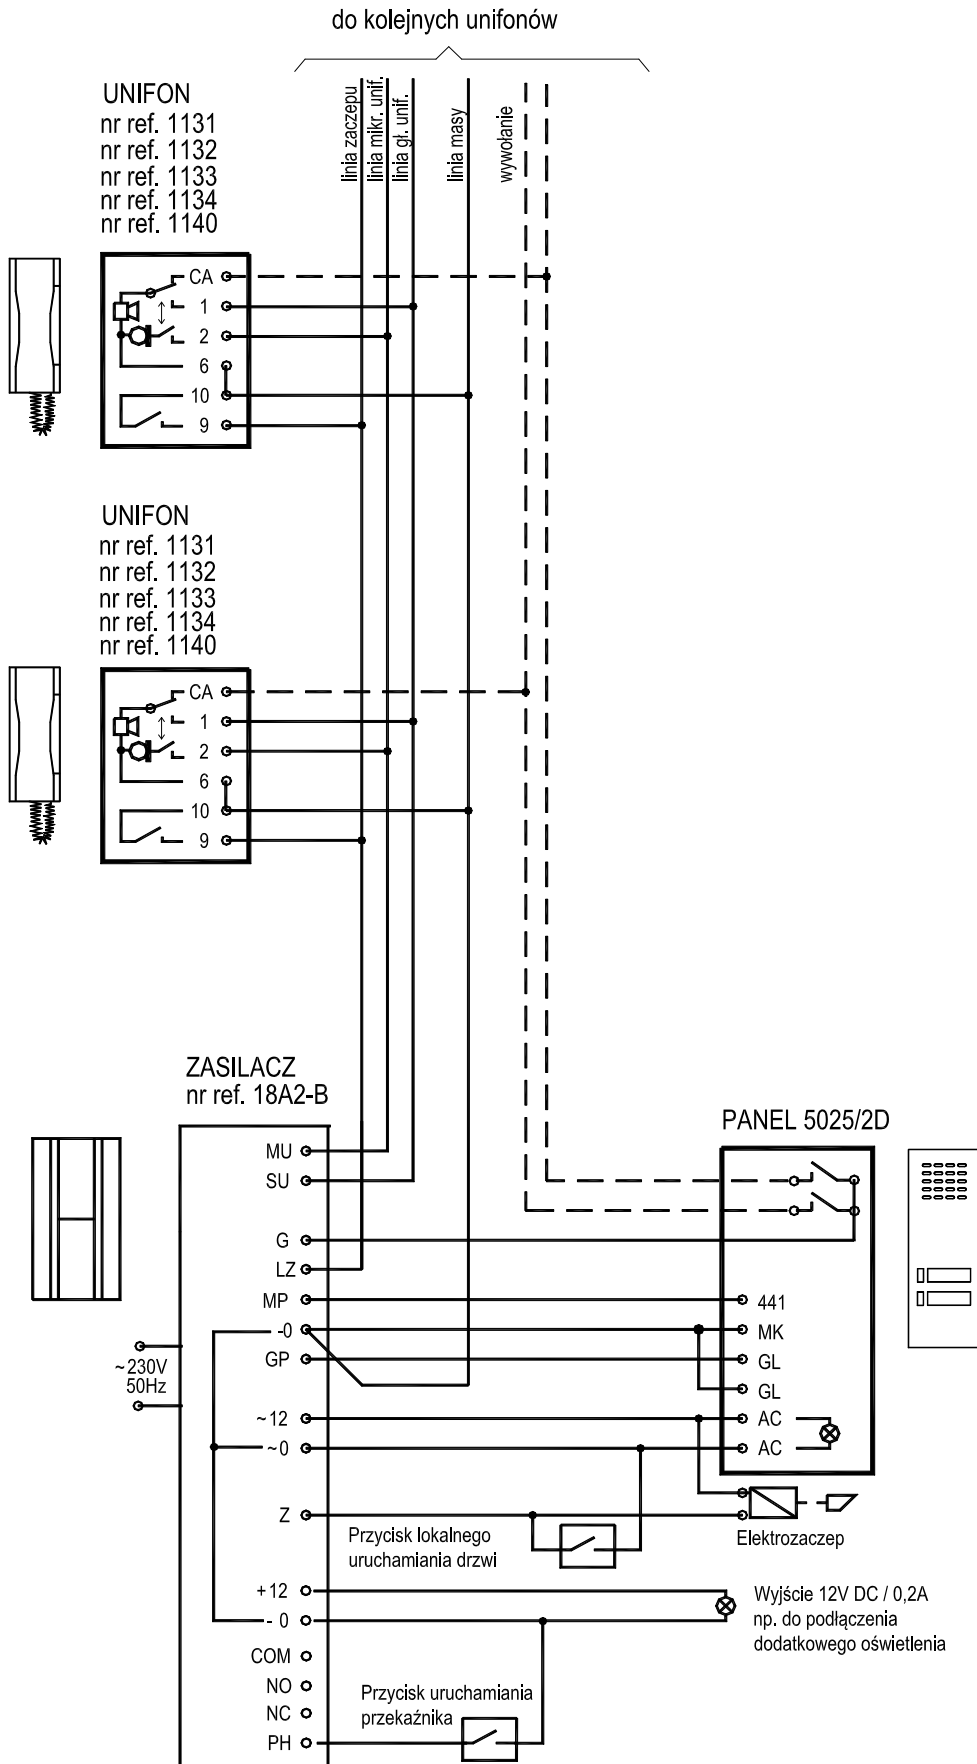 do kolejnych unifonów
linia zaczepu
linia mikr. unif.
linia gł. unif.
linia masy
wywołanie
UNIFON
nr ref. 1131
nr ref. 1132
nr ref. 1133
nr ref. 1134
nr ref. 1140
CA
1
2
6
10
9
UNIFON
nr ref. 1131
nr ref. 1132
nr ref. 1133
nr ref. 1134
nr ref. 1140
CA
1
2
6
10
9
ZASILACZ
nr ref. 18A2-B
MU
SU
G
LZ
MP
-0
GP
~12
~0
Z
+12
- 0
COM
NO
NC
PH
~230V
50Hz
PANEL 5025/2D
441
MK
GL
GL
AC
AC
Elektrozaczep
Przycisk lokalnego
uruchamiania drzwi
Wyjście 12V DC / 0,2A
np. do podłączenia
dodatkowego oświetlenia
Przycisk uruchamiania
przekaźnika